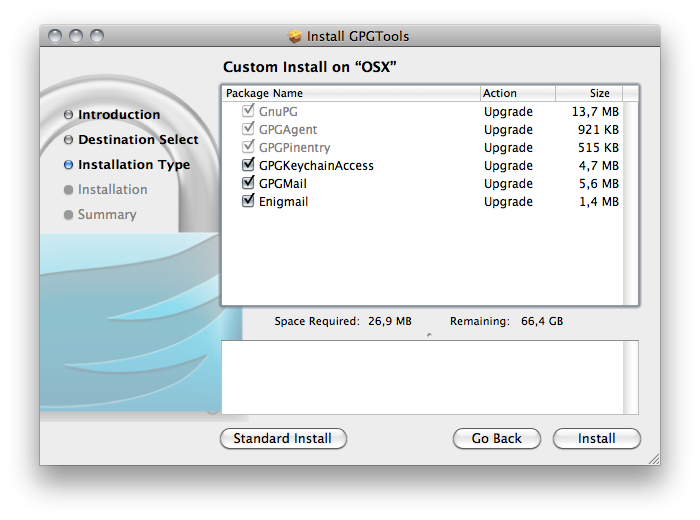 Install GPGTools
Custom Install on “OSX”
Introduction
Destination Select
Installation Type
Installation
Summary
Package Name Action Size
GnuPG Upgrade 13,7 MB
GPGAgent Upgrade 921 KB
GPGPinentry Upgrade 515 KB
GPGKeychainAccess Upgrade 4,7 MB
GPGMail Upgrade 5,6 MB
Enigmail Upgrade 1,4 MB
Space Required: 26,9 MB Remaining: 66,4 GB
Standard Install Go Back Install